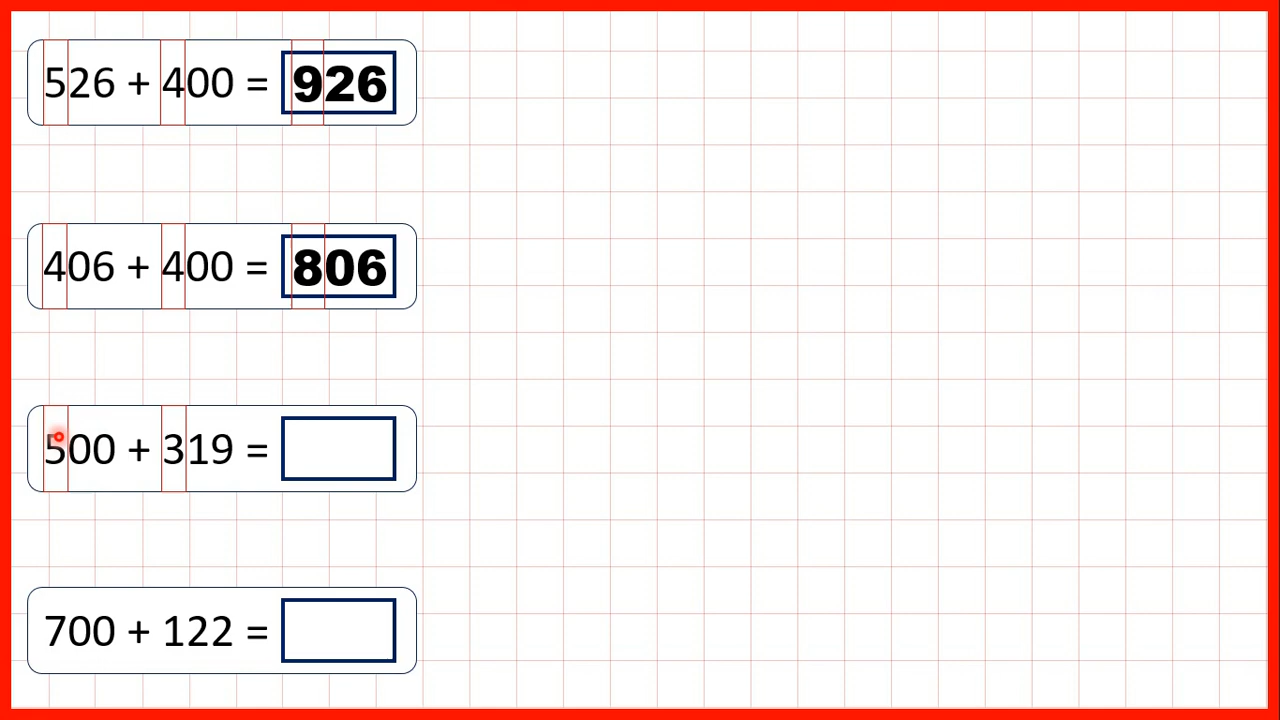 526 + 400 = 926
406 + 400 = 806
500 + 319 =
700 + 122 =